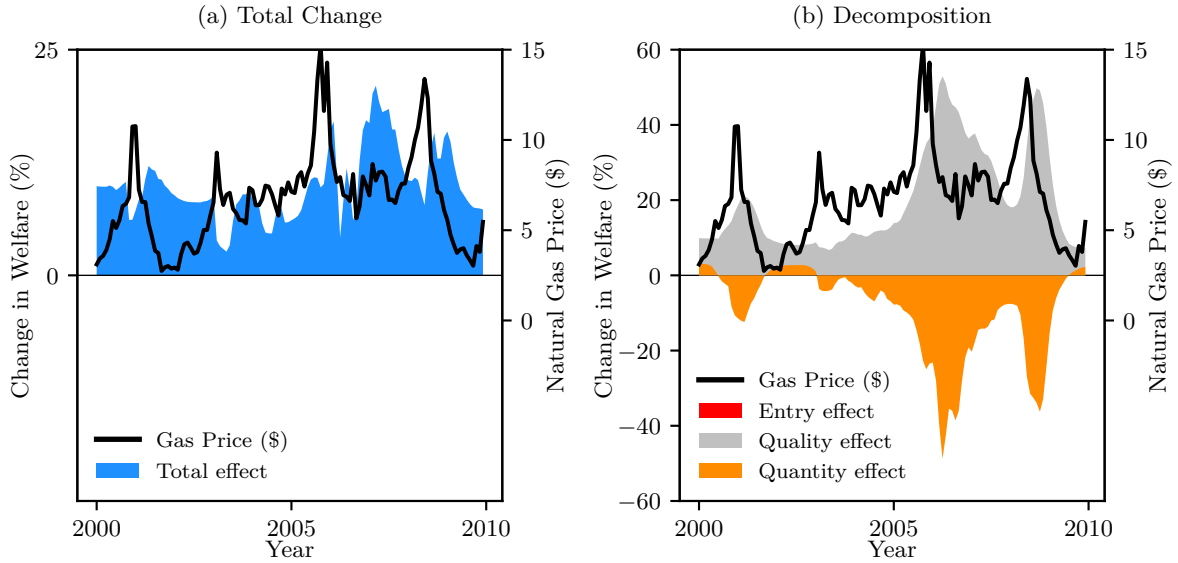 (a) Total Change
25
0
Change in Welfare (%)
15
10
5
0
Natural Gas Price ($)
Gas Price ($)
Total effect
2000
2005
2010
Year
(b) Decomposition
60
40
20
0
−20
−40
−60
Change in Welfare (%)
15
10
5
0
Natural Gas Price ($)
Gas Price ($)
Entry effect
Quality effect
Quantity effect
2000
2005
2010
Year